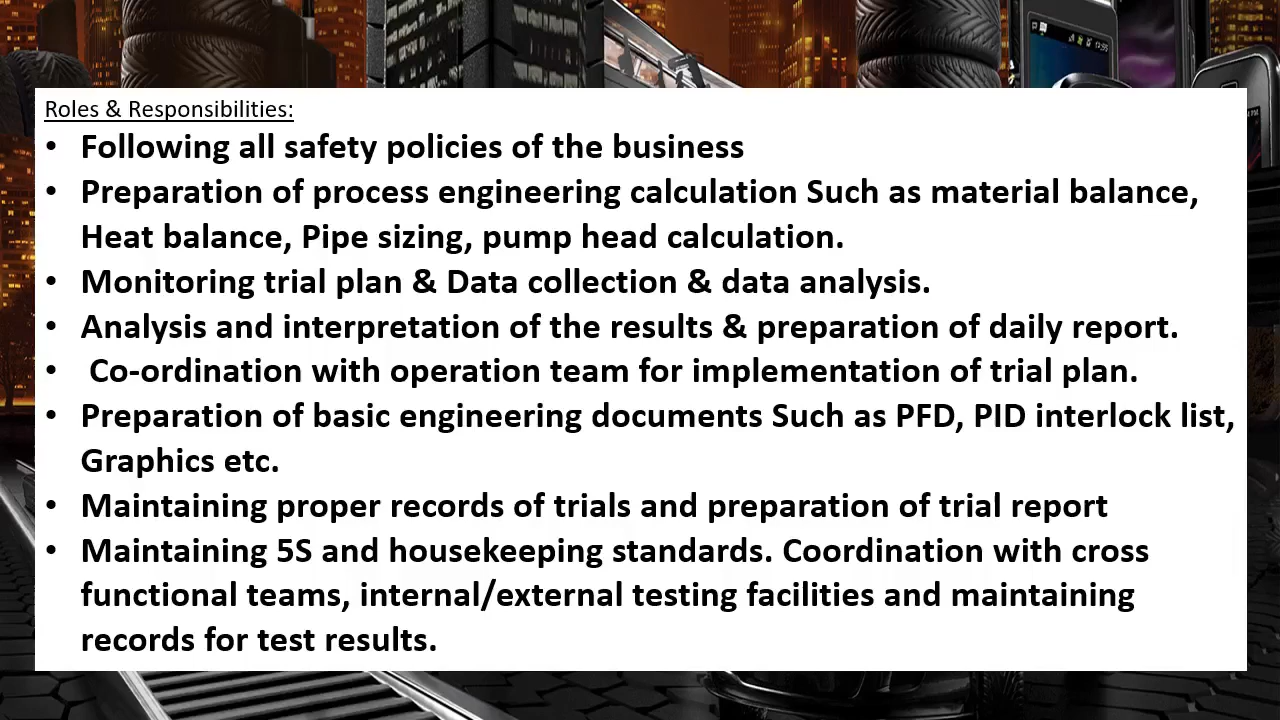 Roles & Responsibilities:
• Following all safety policies of the business
• Preparation of process engineering calculation Such as material balance,
Heat balance, Pipe sizing, pump head calculation.
• Monitoring trial plan & Data collection & data analysis.
• Analysis and interpretation of the results & preparation of daily report.
• Co-ordination with operation team for implementation of trial plan.
• Preparation of basic engineering documents Such as PFD, PID interlock list,
Graphics etc.
• Maintaining proper records of trials and preparation of trial report
• Maintaining 5S and housekeeping standards. Coordination with cross
functional teams, internal/external testing facilities and maintaining
records for test results.